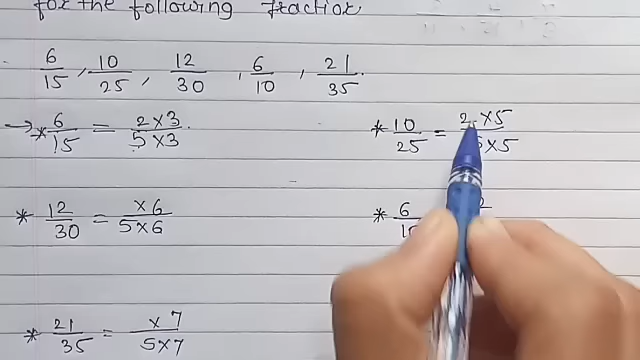 for the following fraction
6/15, 10/25, 12/30, 6/10, 21/35.
→ * 6/15 = 2×3/5×3.
* 10/25 = 2×5/5×5
* 12/30 = ×6/5×6
* 6/
* 21/35 = ×7/5×7